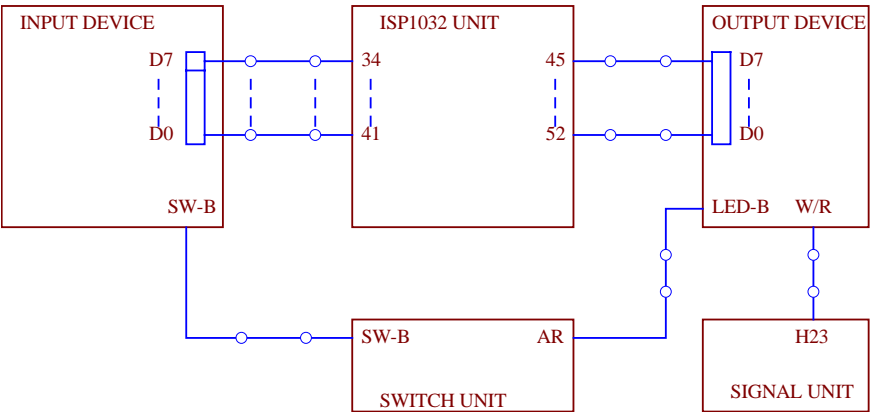 INPUT DEVICE
D7
D0
SW-B
ISP1032 UNIT
34
45
41
52
OUTPUT DEVICE
D7
D0
LED-B W/R
SW-B AR
SWITCH UNIT
H23
SIGNAL UNIT